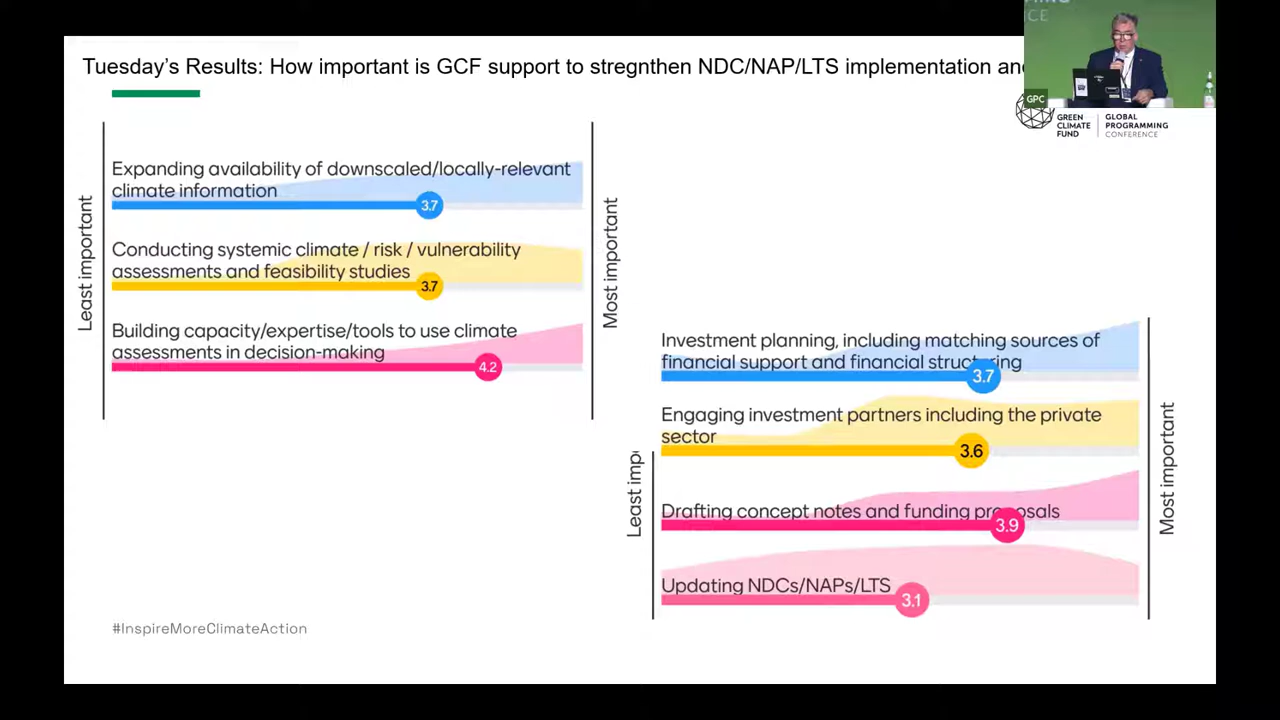 Tuesday's Results: How important is GCF support to stregnthen NDC/NAP/LTS implementation and
GPC
GREEN
CLIMATE
FUND
GLOBAL
PROGRAMMING
CONFERENCE
Least important
Expanding availability of downscaled/locally-relevant
climate information
3.7
Conducting systemic climate / risk / vulnerability
assessments and feasibility studies
3.7
Building capacity/expertise/tools to use climate
assessments in decision-making
4.2
Most important
Least imp
Investment planning, including matching sources of
financial support and financial structuring
3.7
Engaging investment partners including the private
sector
3.6
Drafting concept notes and funding proposals
3.9
Updating NDCs/NAPs/LTS
3.1
Most important
#InspireMoreClimateAction